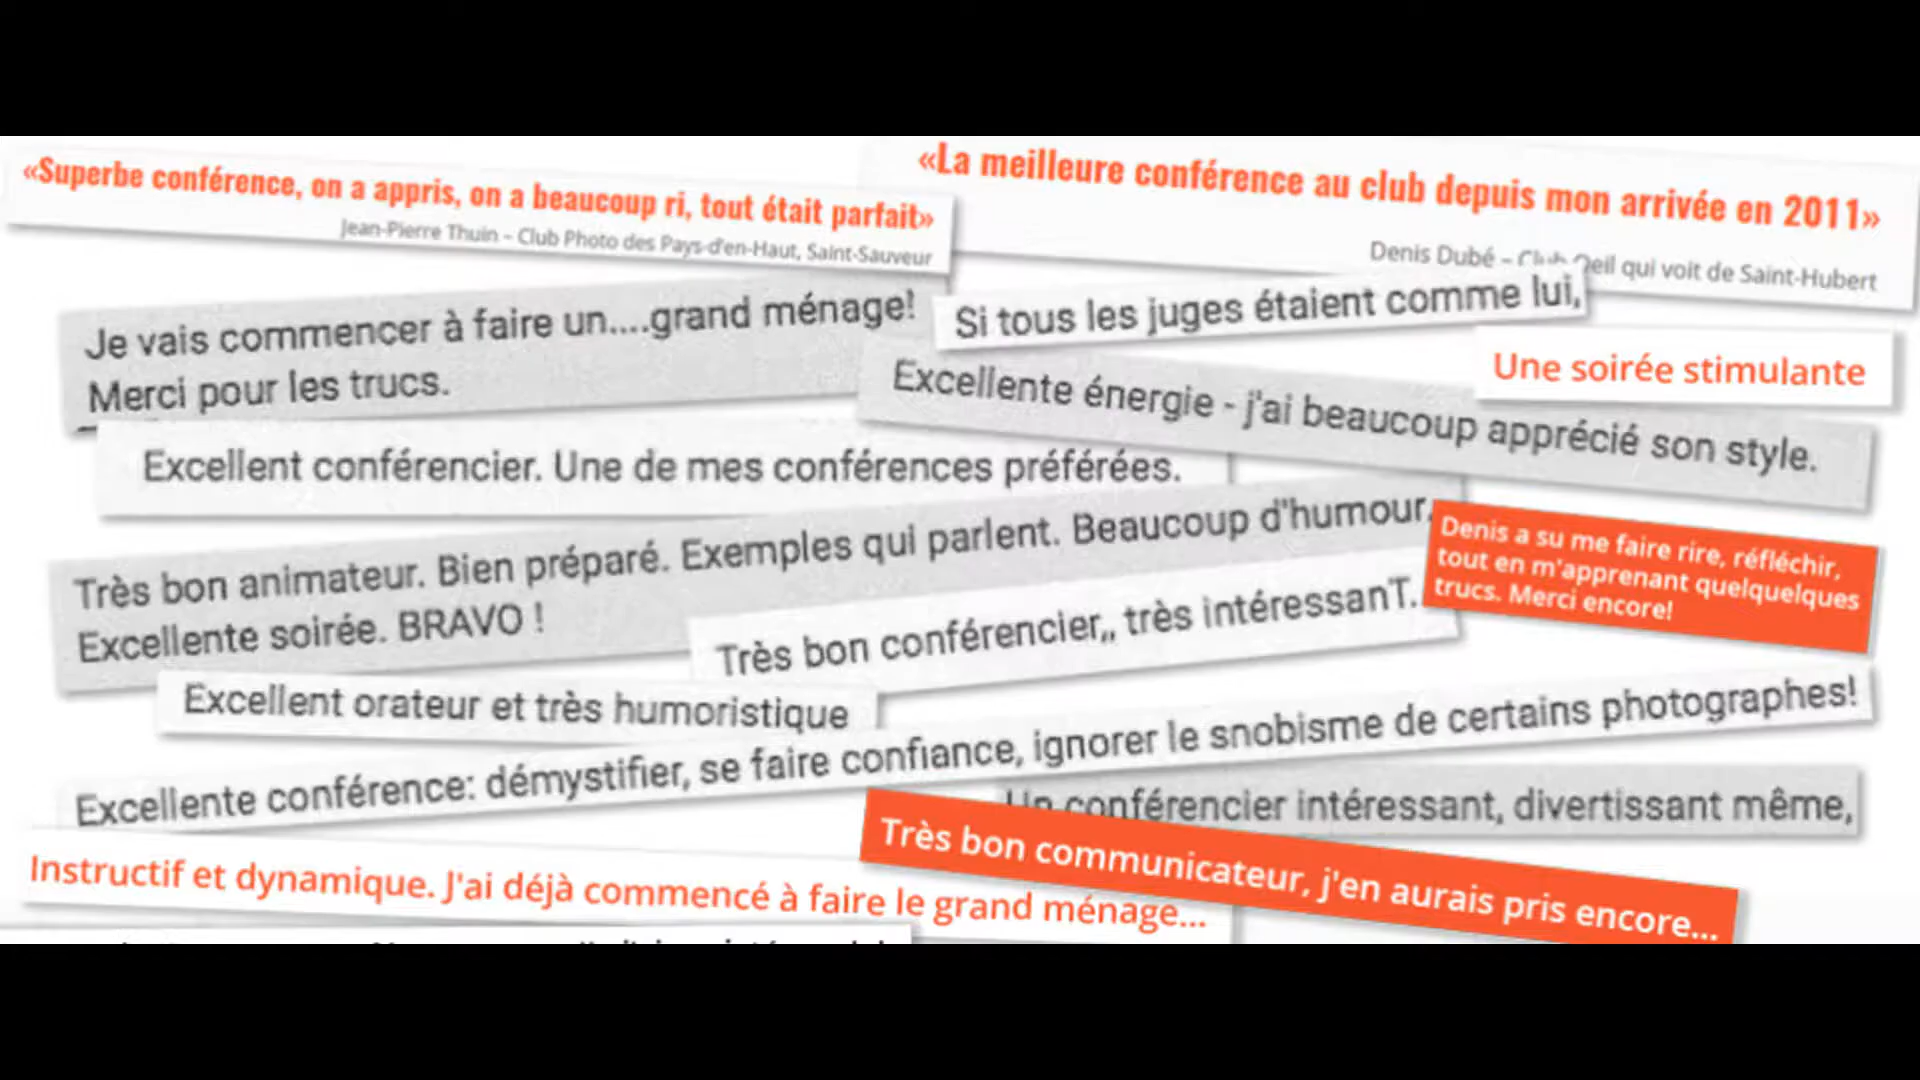 «Superbe conférence, on a appris, on a beaucoup ri, tout était parfait»
Jean-Pierre Thuin – Club Photo des Pays-d'en-Haut, Saint-Sauveur
«La meilleure conférence au club depuis mon arrivée en 2011»
Denis Dubé – Club Oeil qui voit de Saint-Hubert
Je vais commencer à faire un....grand ménage!
Merci pour les trucs.
Si tous les juges étaient comme lui,
Une soirée stimulante
Excellente énergie - j'ai beaucoup apprécié son style.
Excellent conférencier. Une de mes conférences préférées.
Très bon animateur. Bien préparé. Exemples qui parlent. Beaucoup d'humour.
Excellente soirée. BRAVO !
Denis a su me faire rire, réfléchir,
tout en m'apprenant quelquelques
trucs. Merci encore!
Très bon conférencier,, très intéressanT.
Excellent orateur et très humoristique
Excellente conférence: démystifier, se faire confiance, ignorer le snobisme de certains photographes!
Un conférencier intéressant, divertissant même,
Très bon communicateur, j'en aurais pris encore...
Instructif et dynamique. J'ai déjà commencé à faire le grand ménage...